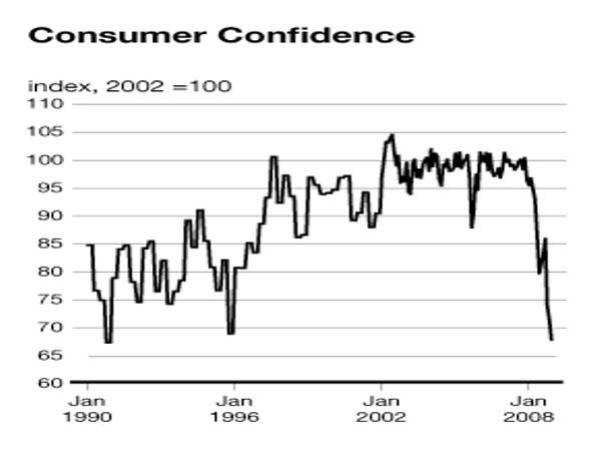 Consumer Confidence
index, 2002 =100
110
105
100
95
90
85
80
75
70
65
60
Jan Jan Jan Jan
1990 1996 2002 2008